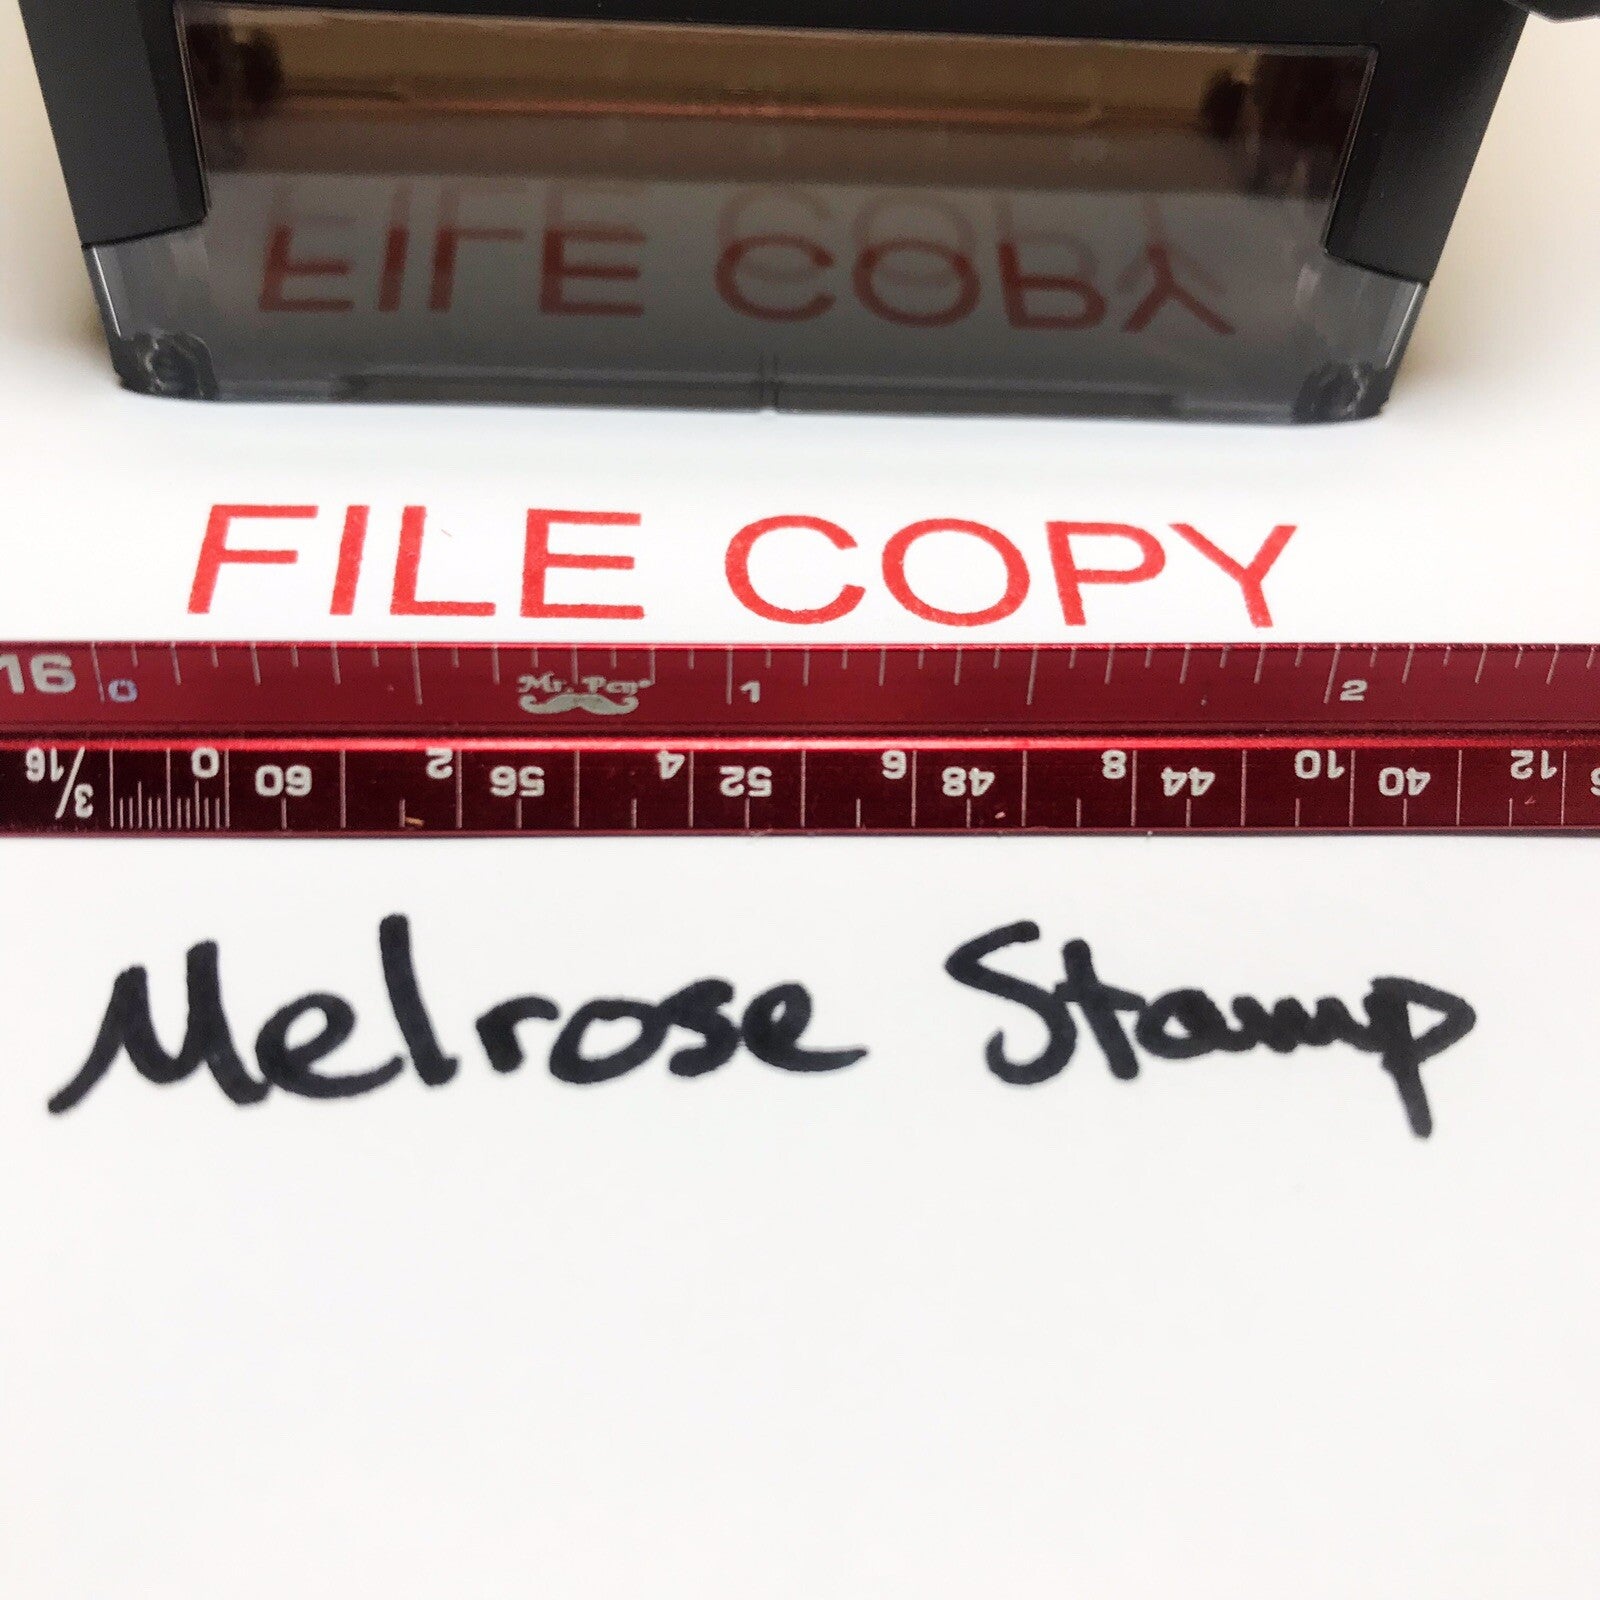 FILE COPY
FILE COPY
16 0 Mr. Pen 1 2
3/16 0 60 2 56 4 52 6 48 8 44 10 40 12
Melrose Stamp